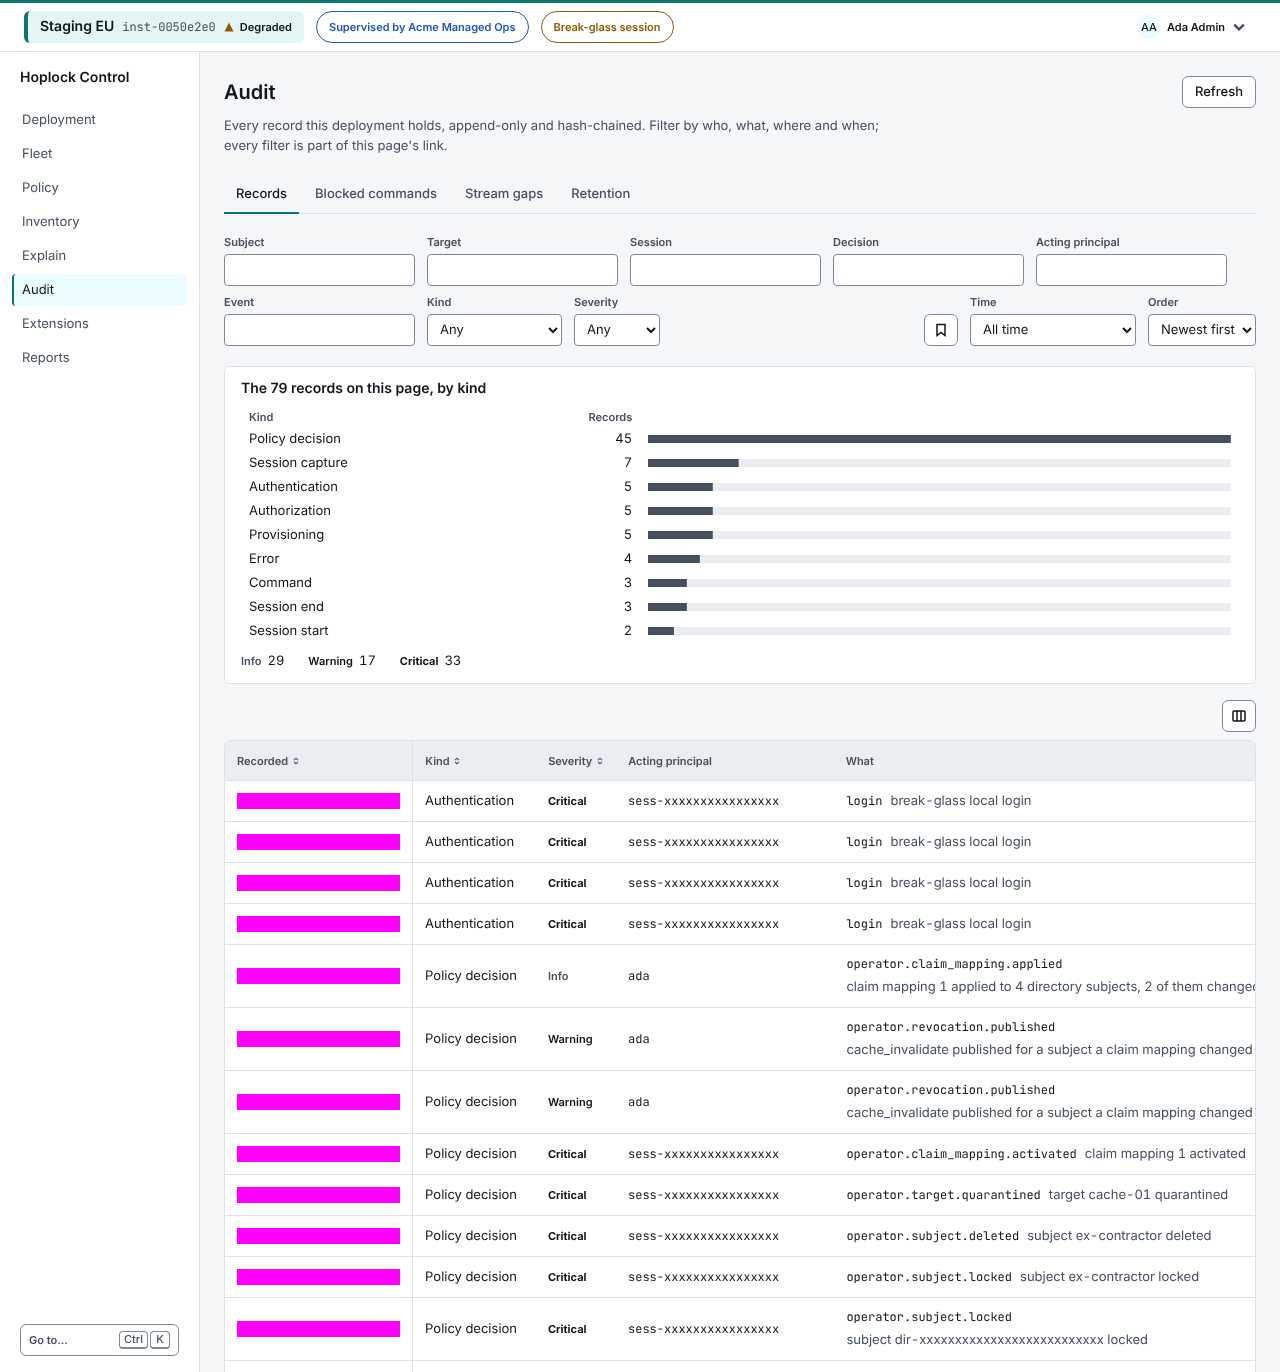 Staging EU inst-0050e2e0 Degraded
Supervised by Acme Managed Ops
Break-glass session
AA Ada Admin
Hoplock Control
Deployment
Fleet
Policy
Inventory
Explain
Audit
Extensions
Reports
Go to...
Ctrl K
Audit
Refresh
Every record this deployment holds, append-only and hash-chained. Filter by who, what, where and when;
every filter is part of this page's link.
Records Blocked commands Stream gaps Retention
Subject Target Session Decision Acting principal
Event Kind Severity Time Order
Any Any All time Newest first
The 79 records on this page, by kind
Kind Records
Policy decision 45
Session capture 7
Authentication 5
Authorization 5
Provisioning 5
Error 4
Command 3
Session end 3
Session start 2
Info 29 Warning 17 Critical 33
Recorded Kind Severity Acting principal What
Authentication Critical sess-xxxxxxxxxxxxxxxx login break-glass local login
Authentication Critical sess-xxxxxxxxxxxxxxxx login break-glass local login
Authentication Critical sess-xxxxxxxxxxxxxxxx login break-glass local login
Authentication Critical sess-xxxxxxxxxxxxxxxx login break-glass local login
Policy decision Info ada operator.claim_mapping.applied
claim mapping 1 applied to 4 directory subjects, 2 of them changed
Policy decision Warning ada operator.revocation.published
cache_invalidate published for a subject a claim mapping changed
Policy decision Warning ada operator.revocation.published
cache_invalidate published for a subject a claim mapping changed
Policy decision Critical sess-xxxxxxxxxxxxxxxx operator.claim_mapping.activated claim mapping 1 activated
Policy decision Critical sess-xxxxxxxxxxxxxxxx operator.target.quarantined target cache-01 quarantined
Policy decision Critical sess-xxxxxxxxxxxxxxxx operator.subject.deleted subject ex-contractor deleted
Policy decision Critical sess-xxxxxxxxxxxxxxxx operator.subject.locked subject ex-contractor locked
Policy decision Critical sess-xxxxxxxxxxxxxxxx operator.subject.locked
subject dir-xxxxxxxxxxxxxxxxxxxxxxxxxx locked